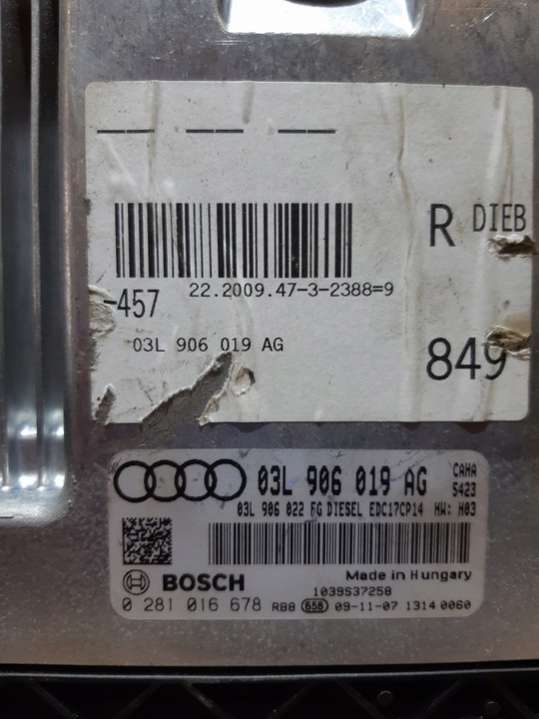 R DIEB
22.2009.47-3-2388=9
-457
03L 906 019 AG
849
03L 906 019 AG CAHA
S423
03L 906 022 FG DIESEL EDC17CP14 HW: H03
BOSCH
Made in Hungary
1039S37258
0 281 016 678 RBB 658 09-11-07 1314 0060